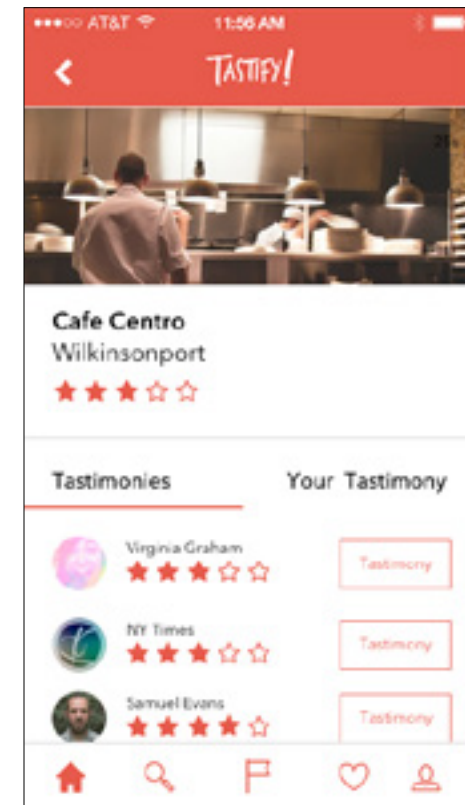 AT&T 11:56 AM
TASTIFY!
Cafe Centro
Wilkinsonport
Tastimonies Your Tastimony
Virginia Graham
Tastimony
NY Times
Tastimony
Samuel Evans
Tastimony